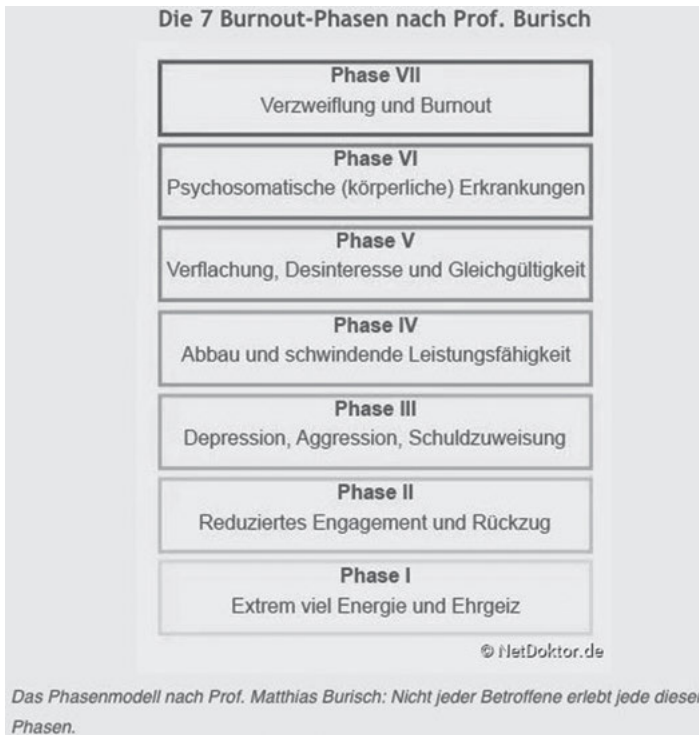 Die 7 Burnout-Phasen nach Prof. Burisch
Phase VII
Verzweiflung und Burnout
Phase VI
Psychosomatische (körperliche) Erkrankungen
Phase V
Verflachung, Desinteresse und Gleichgültigkeit
Phase IV
Abbau und schwindende Leistungsfähigkeit
Phase III
Depression, Aggression, Schuldzuweisung
Phase II
Reduziertes Engagement und Rückzug
Phase I
Extrem viel Energie und Ehrgeiz
© NetDoktor.de
Das Phasenmodell nach Prof. Matthias Burisch: Nicht jeder Betroffene erlebt jede dieser
Phasen.